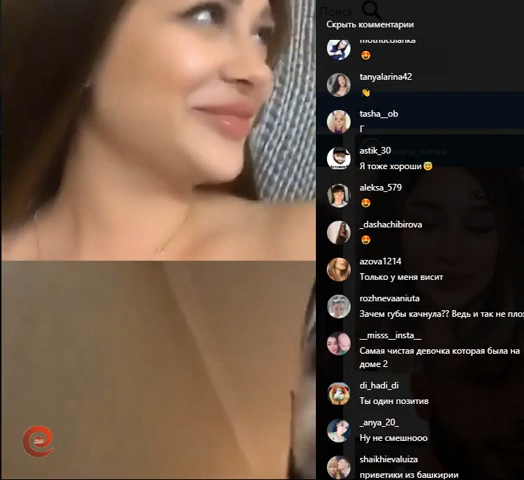 Поиск
Скрыть комментарии
tanyalarina42
tasha__ob
Г
astik_30
Я тоже хороши
aleksa_579
_dashachibirova
azova1214
Только у меня висит
rozhnevaaniuta
Зачем губы качнула?? Ведь и так не пло
__misss_insta__
Самая чистая девочка которая была на
доме 2
di_hadi_di
Ты один позитив
_anya_20_
Ну не смешнооо
shaikhievaluiza
приветики из башкирии